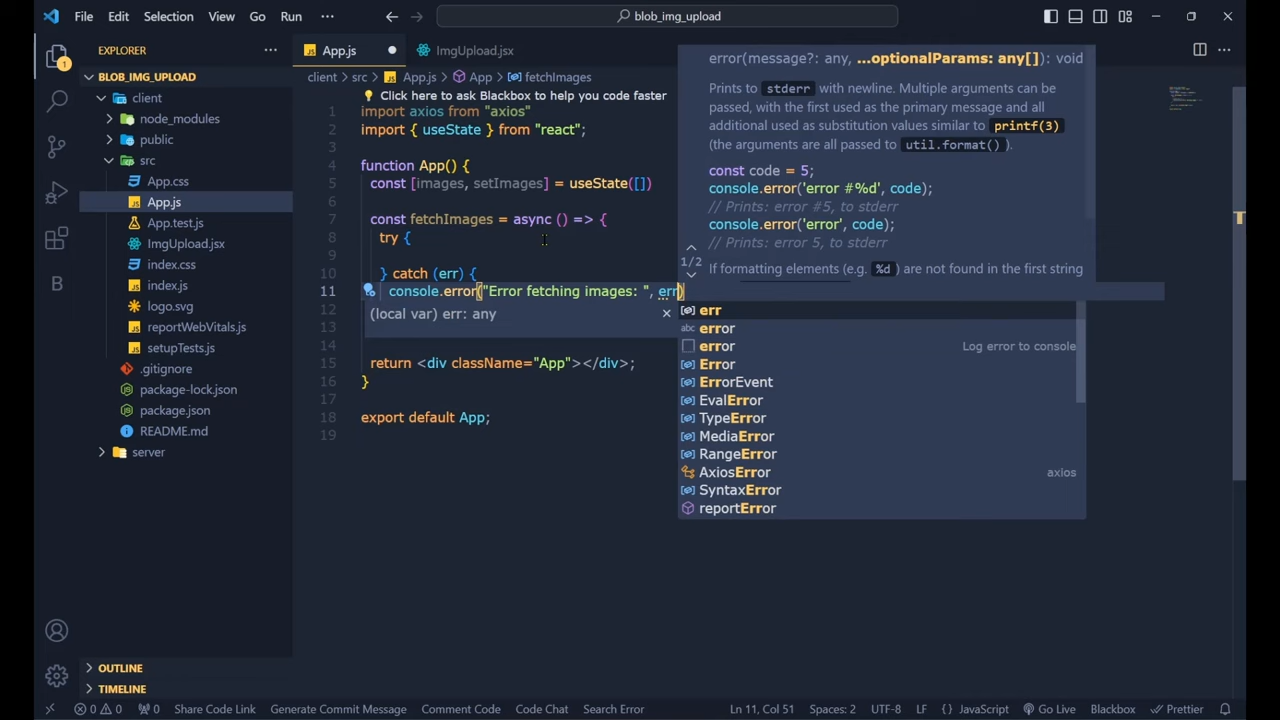 File Edit Selection View Go Run ··· blob_img_upload
EXPLORER ···
BLOB_IMG_UPLOAD
client
node_modules
public
src
App.css
App.js
App.test.js
ImgUpload.jsx
index.css
index.js
logo.svg
reportWebVitals.js
setupTests.js
.gitignore
package-lock.json
package.json
README.md
server
OUTLINE
TIMELINE
1
B
App.js ImgUpload.jsx
client > src > App.js > App > fetchImages
Click here to ask Blackbox to help you code faster
1 import axios from "axios"
2 import { useState } from "react";
3
4 function App() {
5 const [images, setImages] = useState([])
6
7 const fetchImages = async () => {
8 try {
9
10 } catch (err) {
11 console.error("Error fetching images: ", err)
12
(local var) err: any
14
15 return <div className="App"></div>;
16 }
17
18 export default App;
19
error(message?: any, ...optionalParams: any[]): void
Prints to stderr with newline. Multiple arguments can be
passed, with the first used as the primary message and all
additional used as substitution values similar to printf(3)
(the arguments are all passed to util.format()).
const code = 5;
console.error('error #%d', code);
// Prints: error #5, to stderr
console.error('error', code);
// Prints: error 5, to stderr
1/2
If formatting elements (e.g. %d ) are not found in the first string
err
abc error
error Log error to console
Error
ErrorEvent
EvalError
TypeError
MediaError
RangeError
AxiosError axios
SyntaxError
reportError
0 0 0 Share Code Link Generate Commit Message Comment Code Code Chat Search Error Ln 11, Col 51 Spaces: 2 UTF-8 LF {} JavaScript Go Live Blackbox Prettier